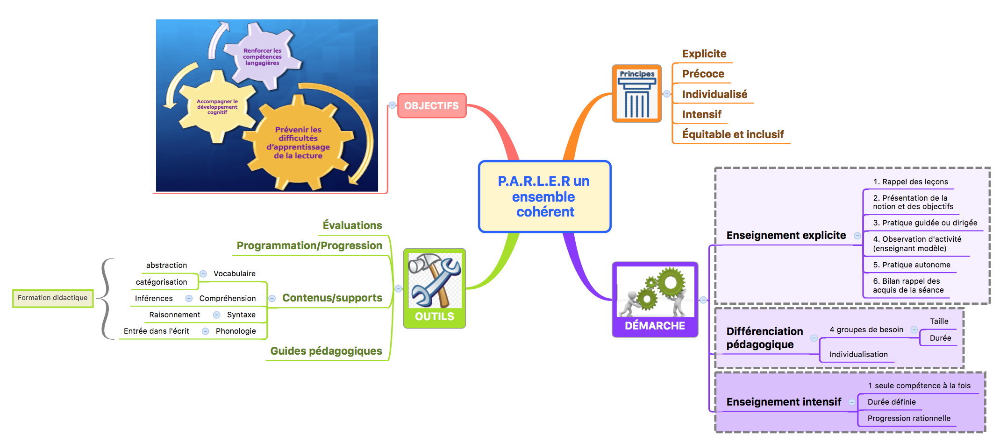 P.A.R.L.E.R un
ensemble
cohérent
OBJECTIFS
Renforcer les
compétences
langagières
Accompagner le
développement
cognitif
Prévenir les
difficultés
d'apprentissage
de la lecture
Principes
Explicite
Précoce
Individualisé
Intensif
Équitable et inclusif
DÉMARCHE
Enseignement explicite
1. Rappel des leçons
2. Présentation de la
notion et des objectifs
3. Pratique guidée ou dirigée
4. Observation d'activité
(enseignant modèle)
5. Pratique autonome
6. Bilan rappel des
acquis de la séance
Différenciation
pédagogique
4 groupes de besoin
Taille
Durée
Individualisation
Enseignement intensif
1 seule compétence à la fois
Durée définie
Progression rationnelle
OUTILS
Évaluations
Programmation/Progression
Contenus/supports
Vocabulaire
abstraction
catégorisation
Compréhension
Inférences
Syntaxe
Raisonnement
Phonologie
Entrée dans l'écrit
Formation didactique
Guides pédagogiques